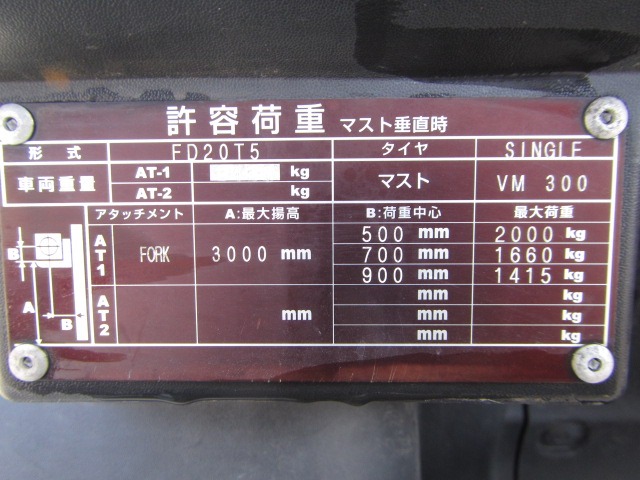 許容荷重 マスト垂直時
形式 FD20T5 タイヤ SINGLE
車両重量 AT-1 kg マスト VM 300
AT-2 kg
アタッチメント A:最大揚高 B:荷重中心 最大荷重
AT1 FORK 3000 mm 500 mm 2000 kg
700 mm 1660 kg
900 mm 1415 kg
AT2 mm mm kg
mm kg
mm kg
B
A
B